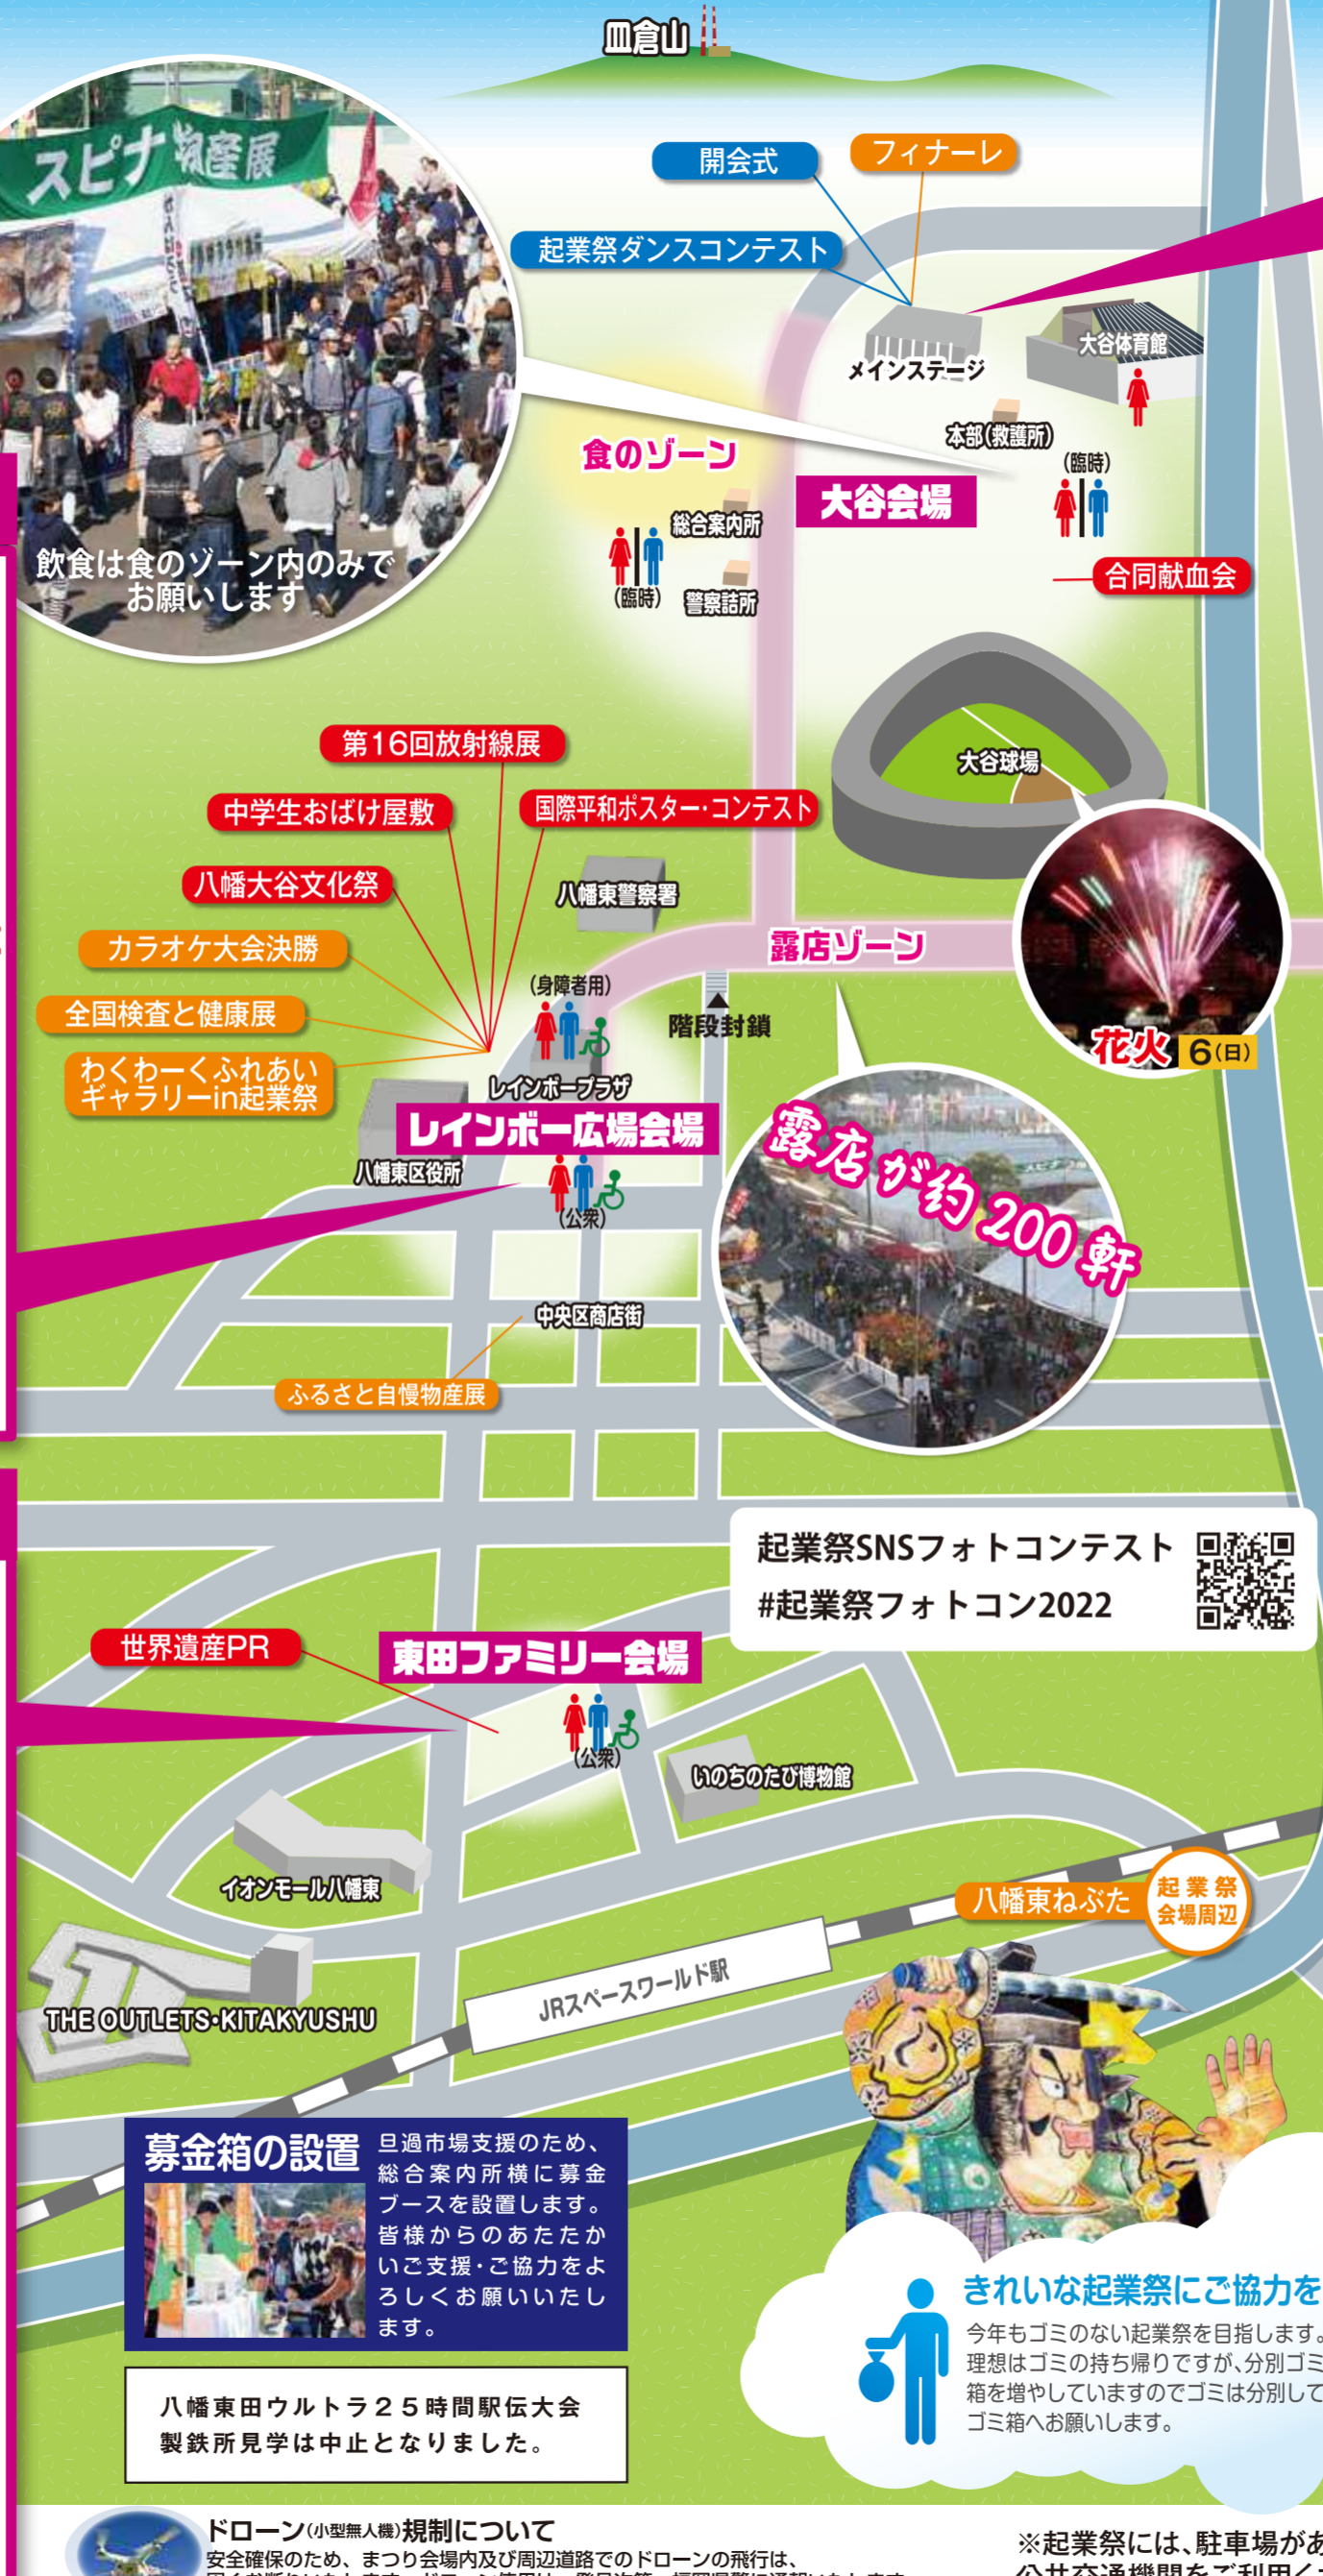 皿倉山
スピナ物産展
開会式
フィナーレ
起業祭ダンスコンテスト
メインステージ
大谷体育館
本部(救護所)
食のゾーン
大谷会場
(臨時)
総合案内所
(臨時)
警察詰所
合同献血会
飲食は食のゾーン内のみで
お願いします
大谷球場
第16回放射線展
中学生おばけ屋敷
国際平和ポスター・コンテスト
八幡大谷文化祭
八幡東警察署
カラオケ大会決勝
露店ゾーン
全国検査と健康展
(身障者用)
階段封鎖
花火 6(日)
わくわーくふれあい
ギャラリーin起業祭
レインボープラザ
レインボー広場会場
八幡東区役所
(公衆)
露店が約200軒
中央区商店街
ふるさと自慢物産展
起業祭SNSフォトコンテスト
#起業祭フォトコン2022
世界遺産PR
東田ファミリー会場
(公衆)
いのちのたび博物館
イオンモール八幡東
八幡東ねぶた
起業祭
会場周辺
JRスペースワールド駅
THE OUTLETS・KITAKYUSHU
募金箱の設置
旦過市場支援のため、
総合案内所横に募金
ブースを設置します。
皆様からのあたたか
いご支援・ご協力をよ
ろしくお願いいたし
ます。
きれいな起業祭にご協力を
今年もゴミのない起業祭を目指します。
理想はゴミの持ち帰りですが、分別ゴミ
箱を増やしていますのでゴミは分別して
ゴミ箱へお願いします。
八幡東田ウルトラ25時間駅伝大会
製鉄所見学は中止となりました。
ドローン(小型無人機)規制について
安全確保のため、まつり会場内及び周辺道路でのドローンの飛行は、
※起業祭には、駐車場があ